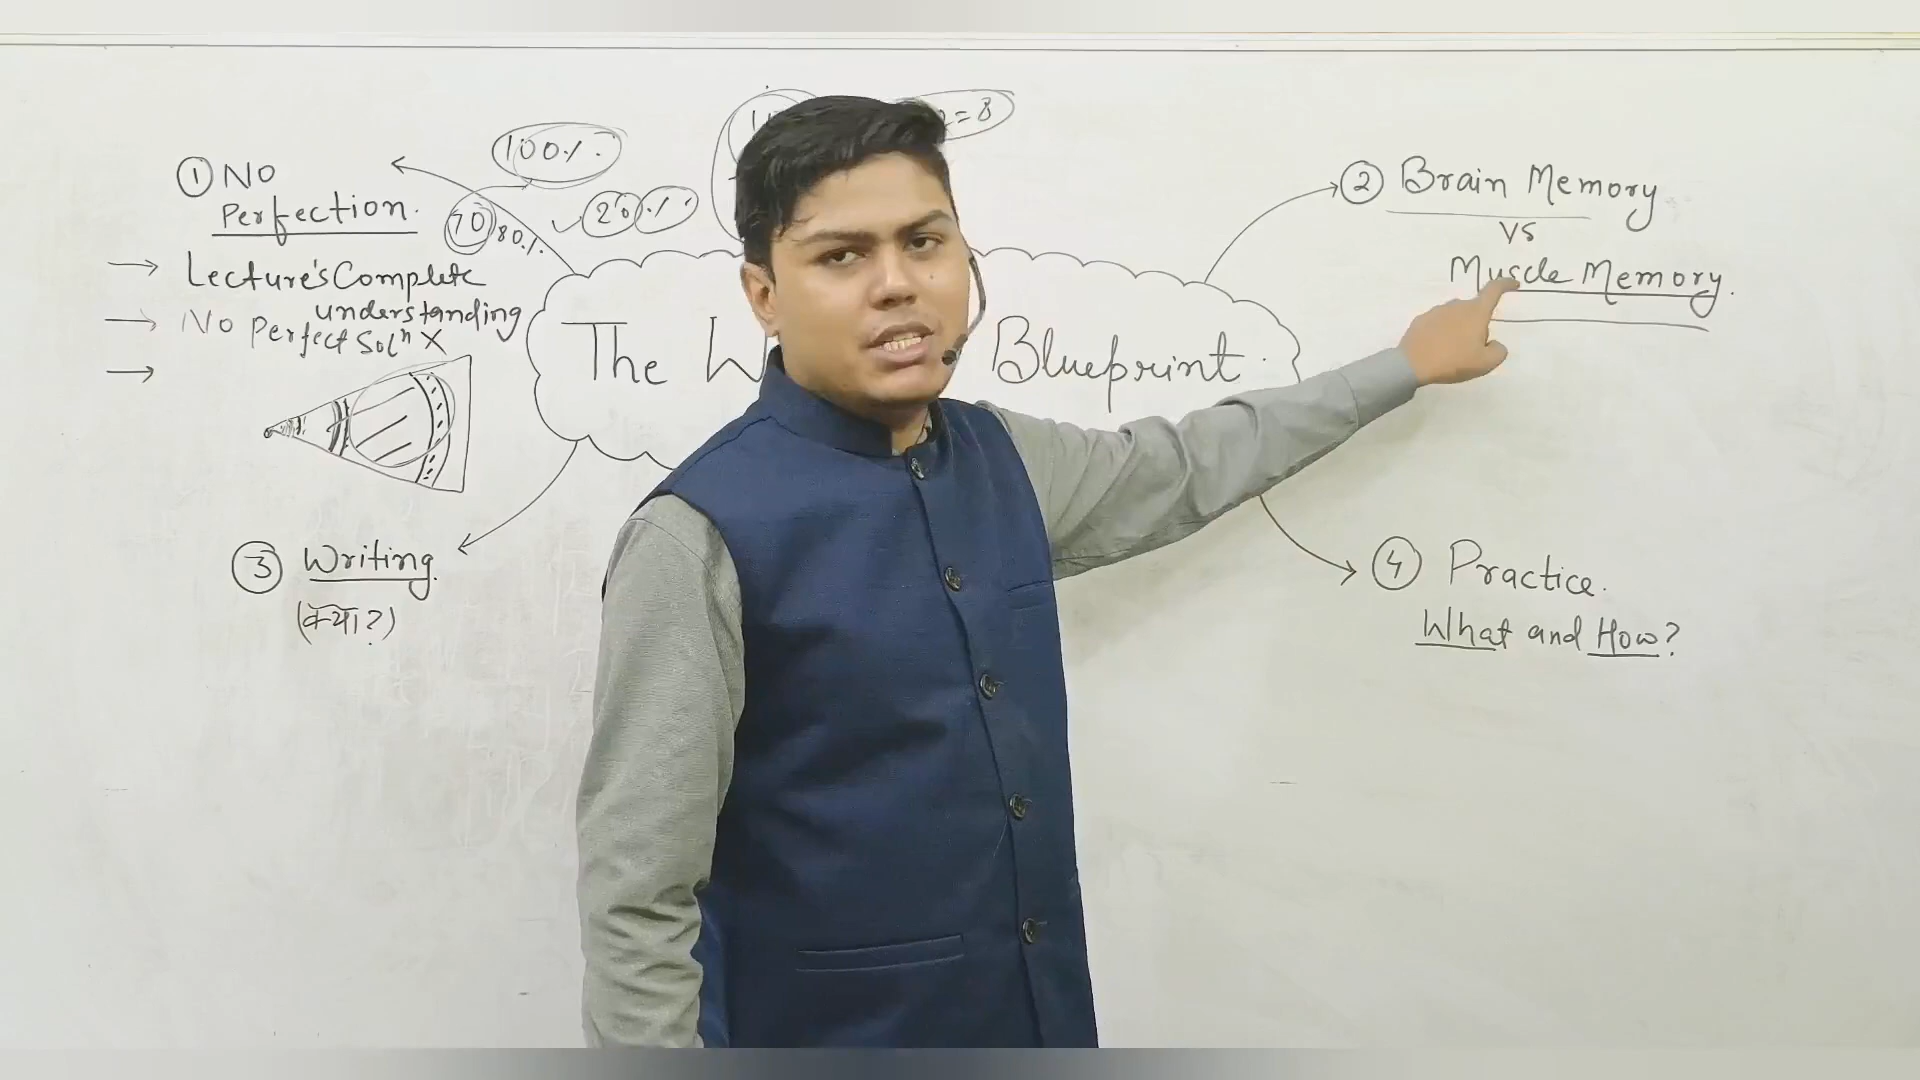 ① No
Perfection.
→ Lecture's Complete
understanding
→ No Perfect Solⁿ X
→
100%.
70 80%.
✓ 20%.
2=8
The W Blueprint.
② Brain Memory
vs
Muscle Memory.
③ Writing.
(क्या?)
④ Practice.
What and How?